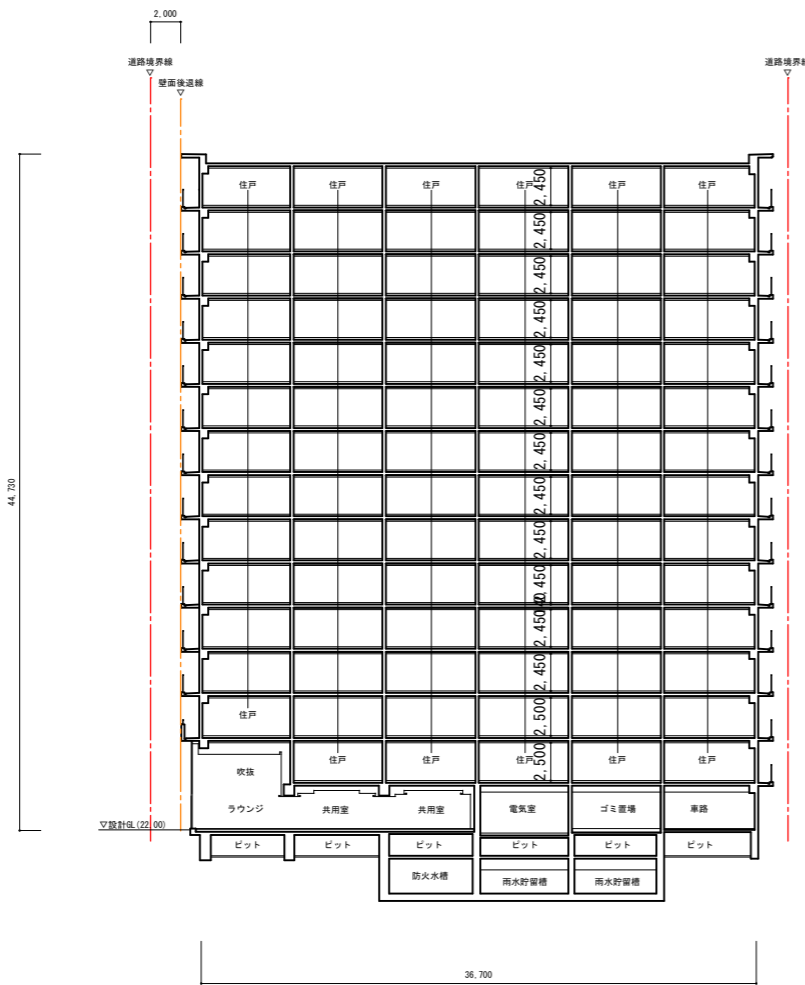 2,000
道路境界線
道路境界線
壁面後退線
住戸 住戸 住戸 住戸 住戸 住戸
2,450
2,450
2,450
2,450
2,450
2,450
2,450
2,450
2,450
2,450
2,450
2,450
44,730
2,500
住戸
2,500
住戸 住戸 住戸 住戸 住戸
吹抜
ラウンジ 共用室 共用室 電気室 ゴミ置場 車路
▽設計GL(22.00)
ピット ピット ピット ピット ピット ピット
防火水槽 雨水貯留槽 雨水貯留槽
36,700